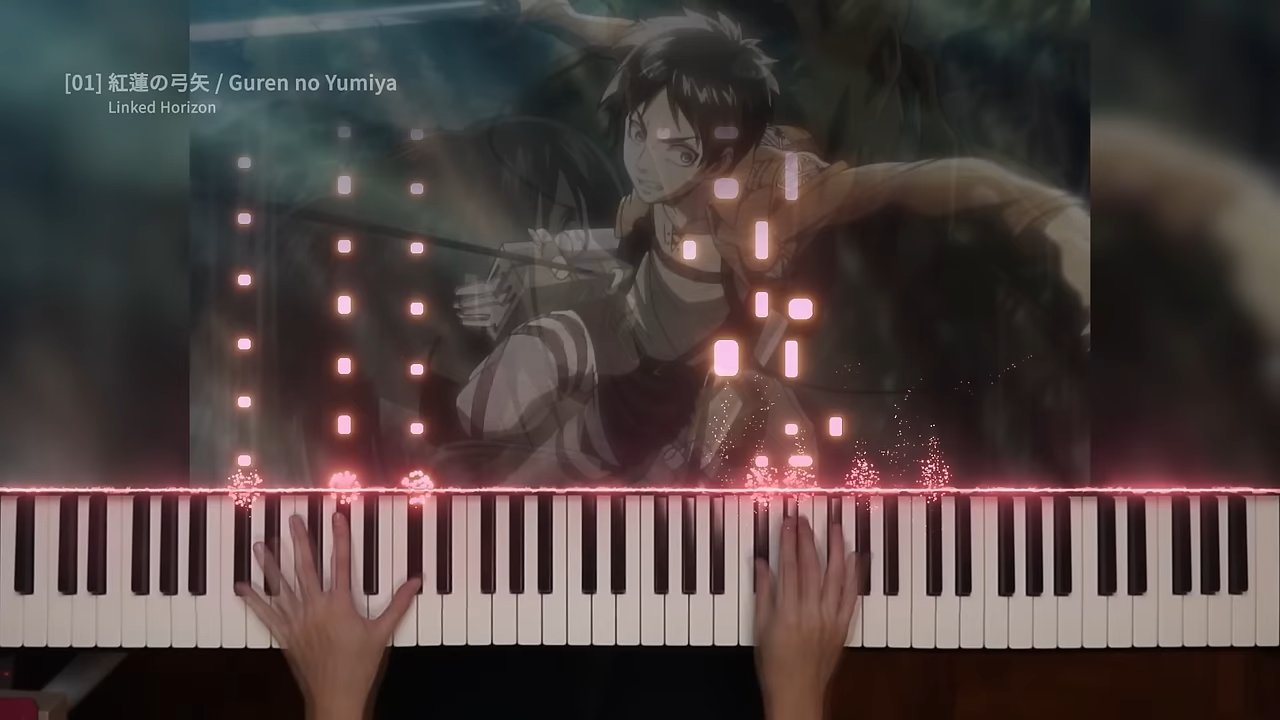 [01] 紅蓮の弓矢 / Guren no Yumiya
Linked Horizon